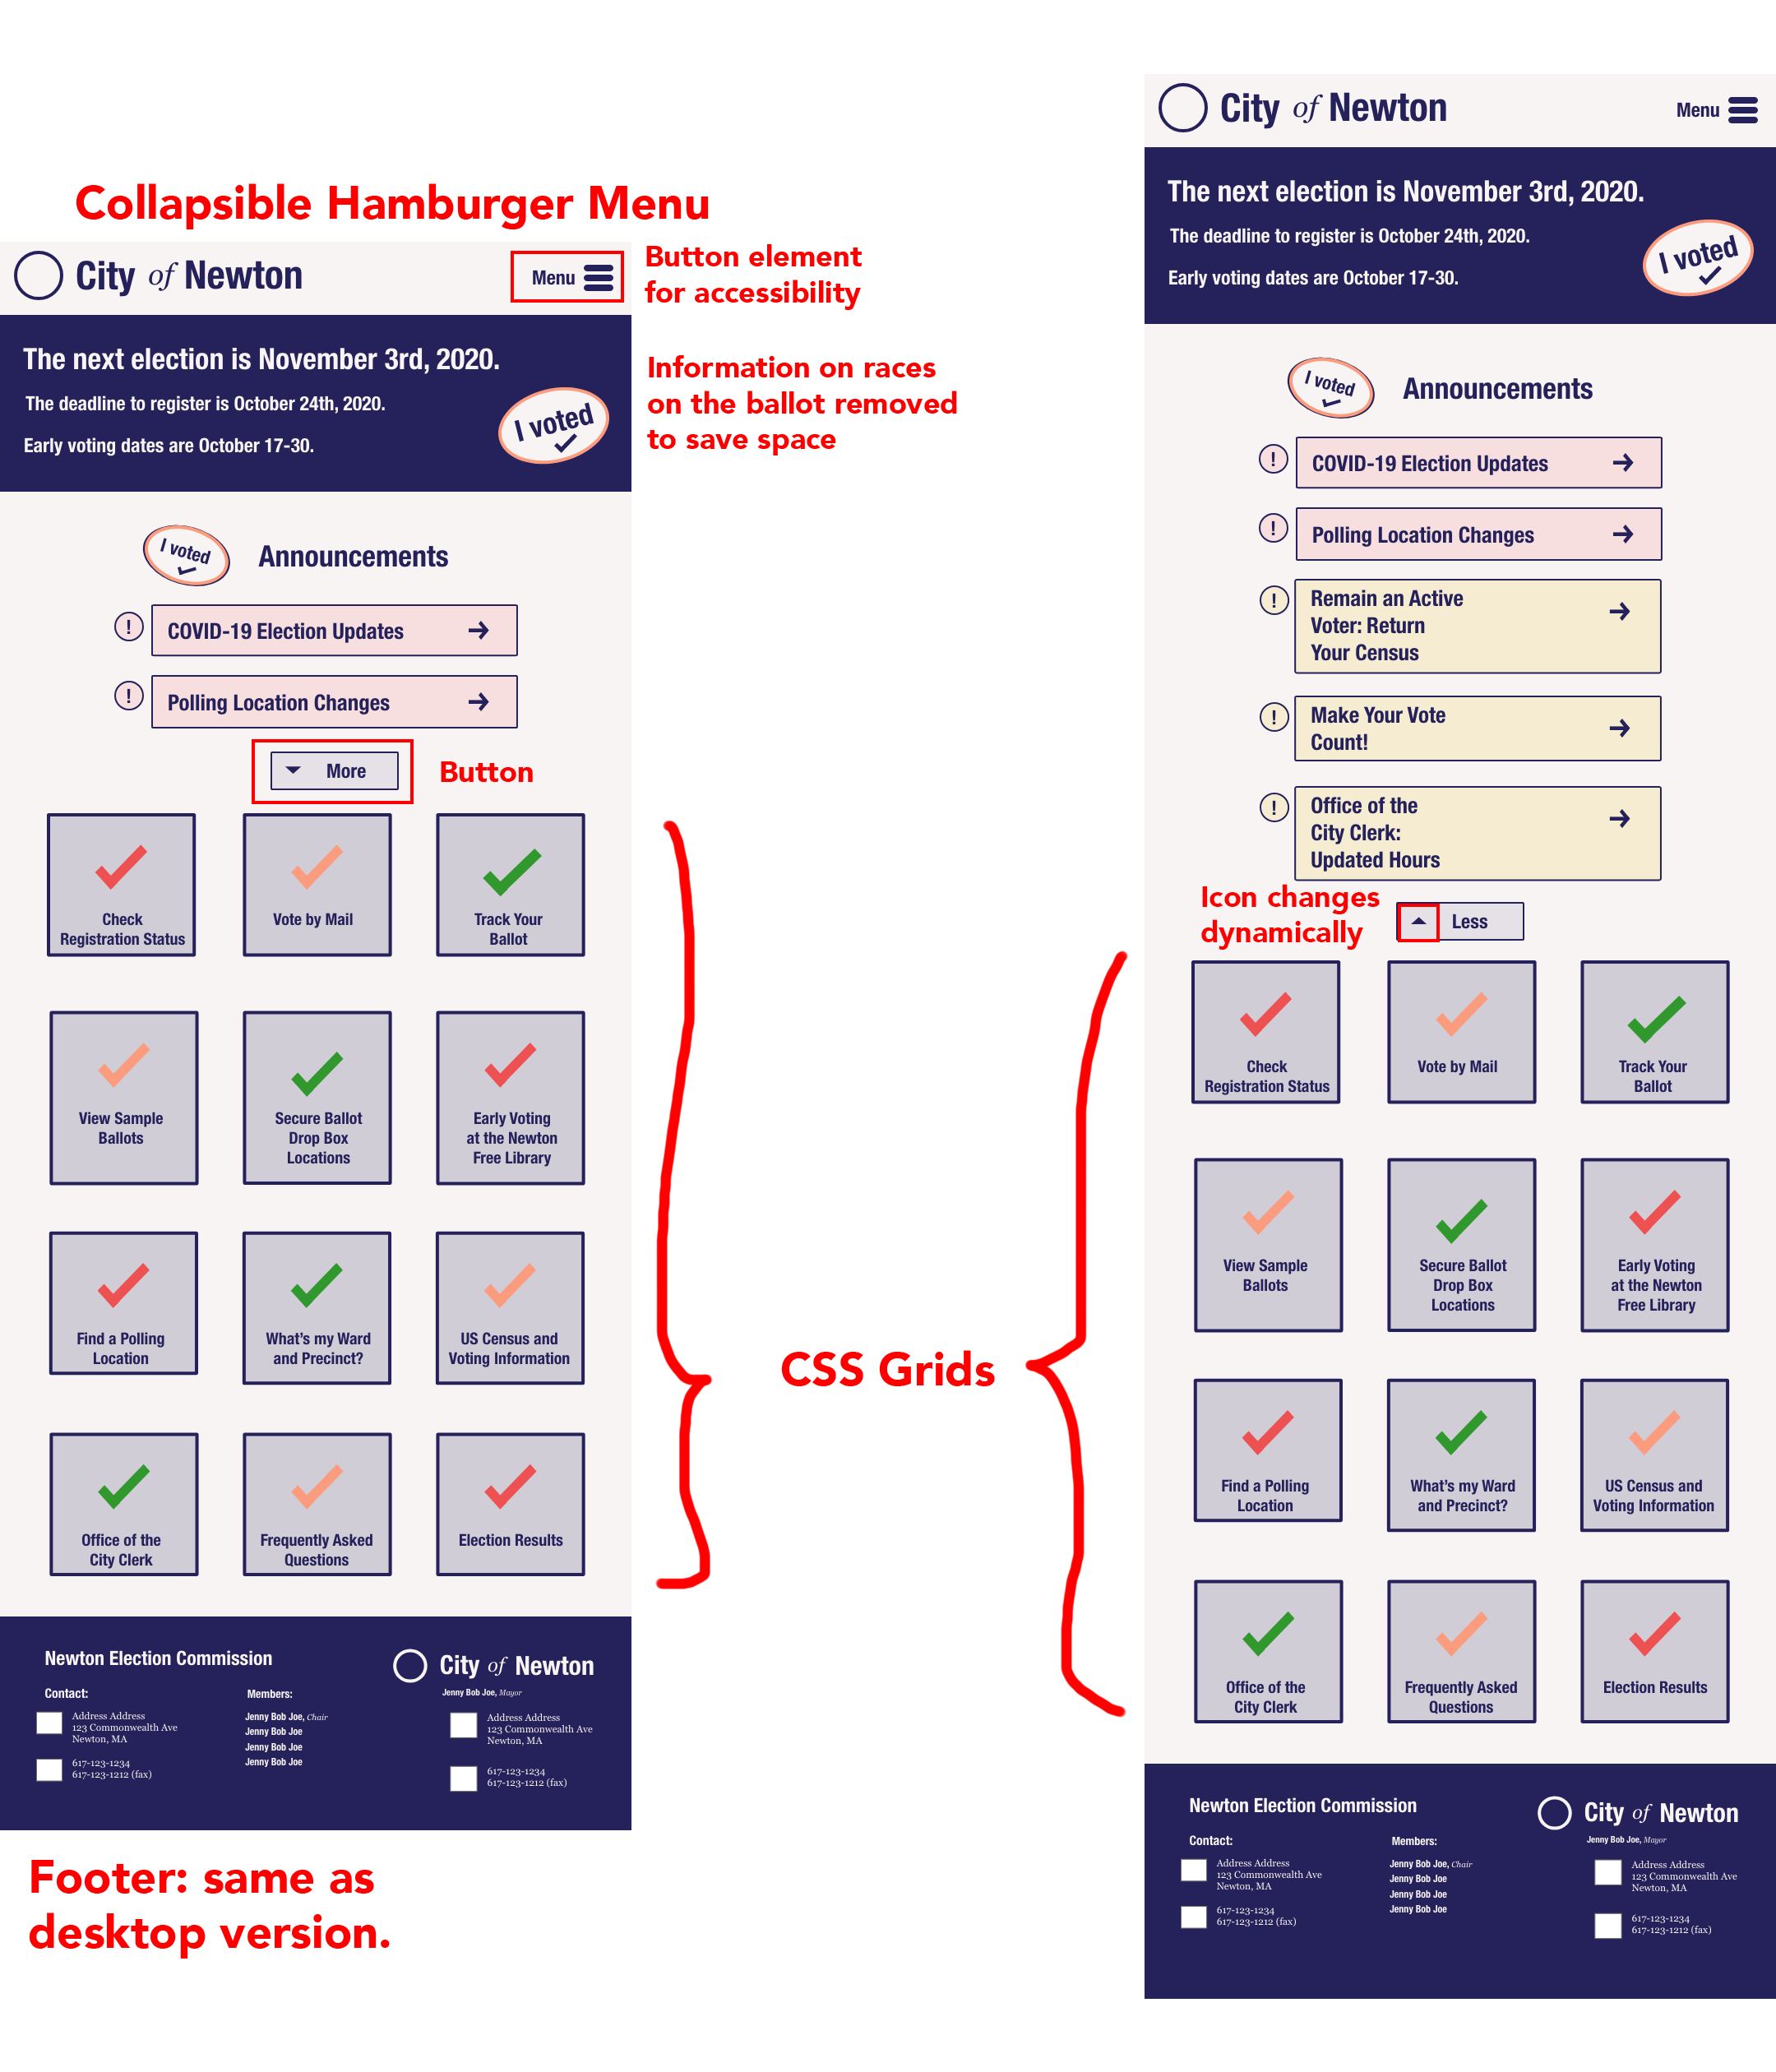 Collapsible Hamburger Menu
City of Newton
Menu
Button element
for accessibility
The next election is November 3rd, 2020.
The deadline to register is October 24th, 2020.
Early voting dates are October 17-30.
I voted
Information on races
on the ballot removed
to save space
I voted
Announcements
!
COVID-19 Election Updates
!
Polling Location Changes
More
Button
Check
Registration Status
Vote by Mail
Track Your
Ballot
View Sample
Ballots
Secure Ballot
Drop Box
Locations
Early Voting
at the Newton
Free Library
Find a Polling
Location
What's my Ward
and Precinct?
US Census and
Voting Information
Office of the
City Clerk
Frequently Asked
Questions
Election Results
Newton Election Commission
Contact:
Address Address
123 Commonwealth Ave
Newton, MA
617-123-1234
617-123-1212 (fax)
Members:
Jenny Bob Joe, Chair
Jenny Bob Joe
Jenny Bob Joe
Jenny Bob Joe
City of Newton
Jenny Bob Joe, Mayor
Address Address
123 Commonwealth Ave
Newton, MA
617-123-1234
617-123-1212 (fax)
Footer: same as
desktop version.
CSS Grids
City of Newton
Menu
The next election is November 3rd, 2020.
The deadline to register is October 24th, 2020.
Early voting dates are October 17-30.
I voted
I voted
Announcements
!
COVID-19 Election Updates
!
Polling Location Changes
!
Remain an Active
Voter: Return
Your Census
!
Make Your Vote
Count!
!
Office of the
City Clerk:
Updated Hours
Icon changes
dynamically
Less
Check
Registration Status
Vote by Mail
Track Your
Ballot
View Sample
Ballots
Secure Ballot
Drop Box
Locations
Early Voting
at the Newton
Free Library
Find a Polling
Location
What's my Ward
and Precinct?
US Census and
Voting Information
Office of the
City Clerk
Frequently Asked
Questions
Election Results
Newton Election Commission
Contact:
Address Address
123 Commonwealth Ave
Newton, MA
617-123-1234
617-123-1212 (fax)
Members:
Jenny Bob Joe, Chair
Jenny Bob Joe
Jenny Bob Joe
Jenny Bob Joe
City of Newton
Jenny Bob Joe, Mayor
Address Address
123 Commonwealth Ave
Newton, MA
617-123-1234
617-123-1212 (fax)